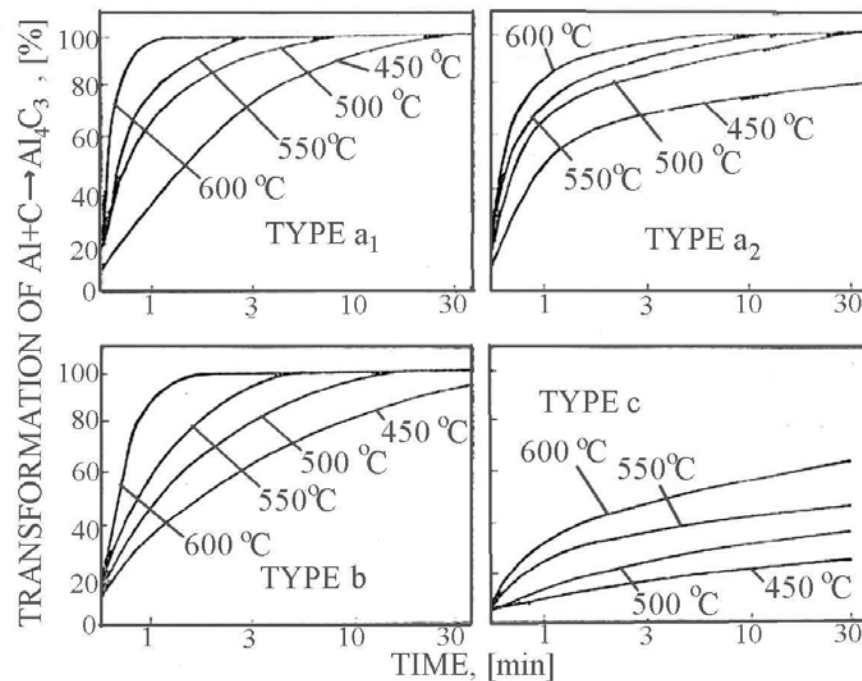 TRANSFORMATION OF Al+C→Al4C3 , [%]
100
80
60
40
20
0
450 °C
500 °C
550°C
600 °C
TYPE a1
1 3 10 30
600 °C
450 °C
500 °C
550°C
TYPE a2
1 3 10 30
100
80
60
40
20
0
450 °C
500 °C
550°C
600 °C
TYPE b
1 3 10 30
TYPE c
600 °C
550°C
500 °C
450 °C
1 3 10 30
TIME, [min]